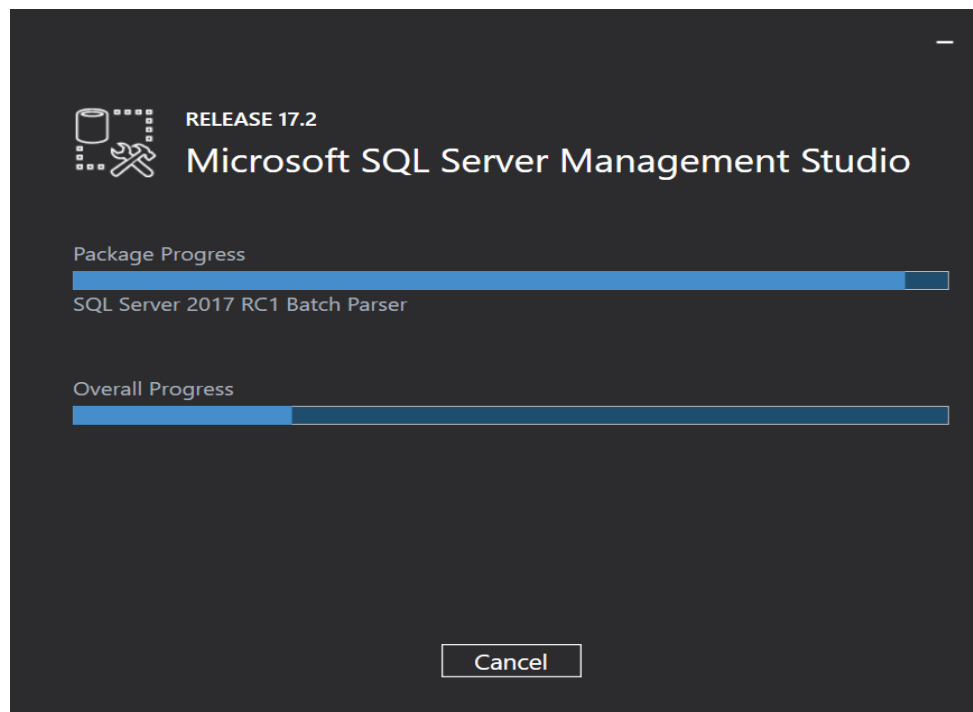 RELEASE 17.2
Microsoft SQL Server Management Studio
Package Progress
SQL Server 2017 RC1 Batch Parser
Overall Progress
Cancel